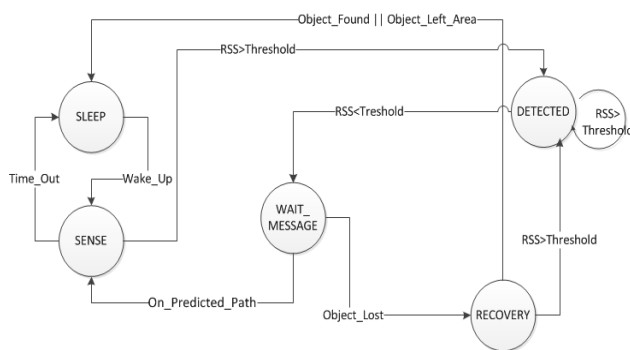 Object_Found || Object_Left_Area
RSS>Threshold
SLEEP
DETECTED
RSS>
Threshold
RSS<Treshold
Time_Out
Wake_Up
WAIT_
MESSAGE
SENSE
RSS>Threshold
On_Predicted_Path
Object_Lost
RECOVERY